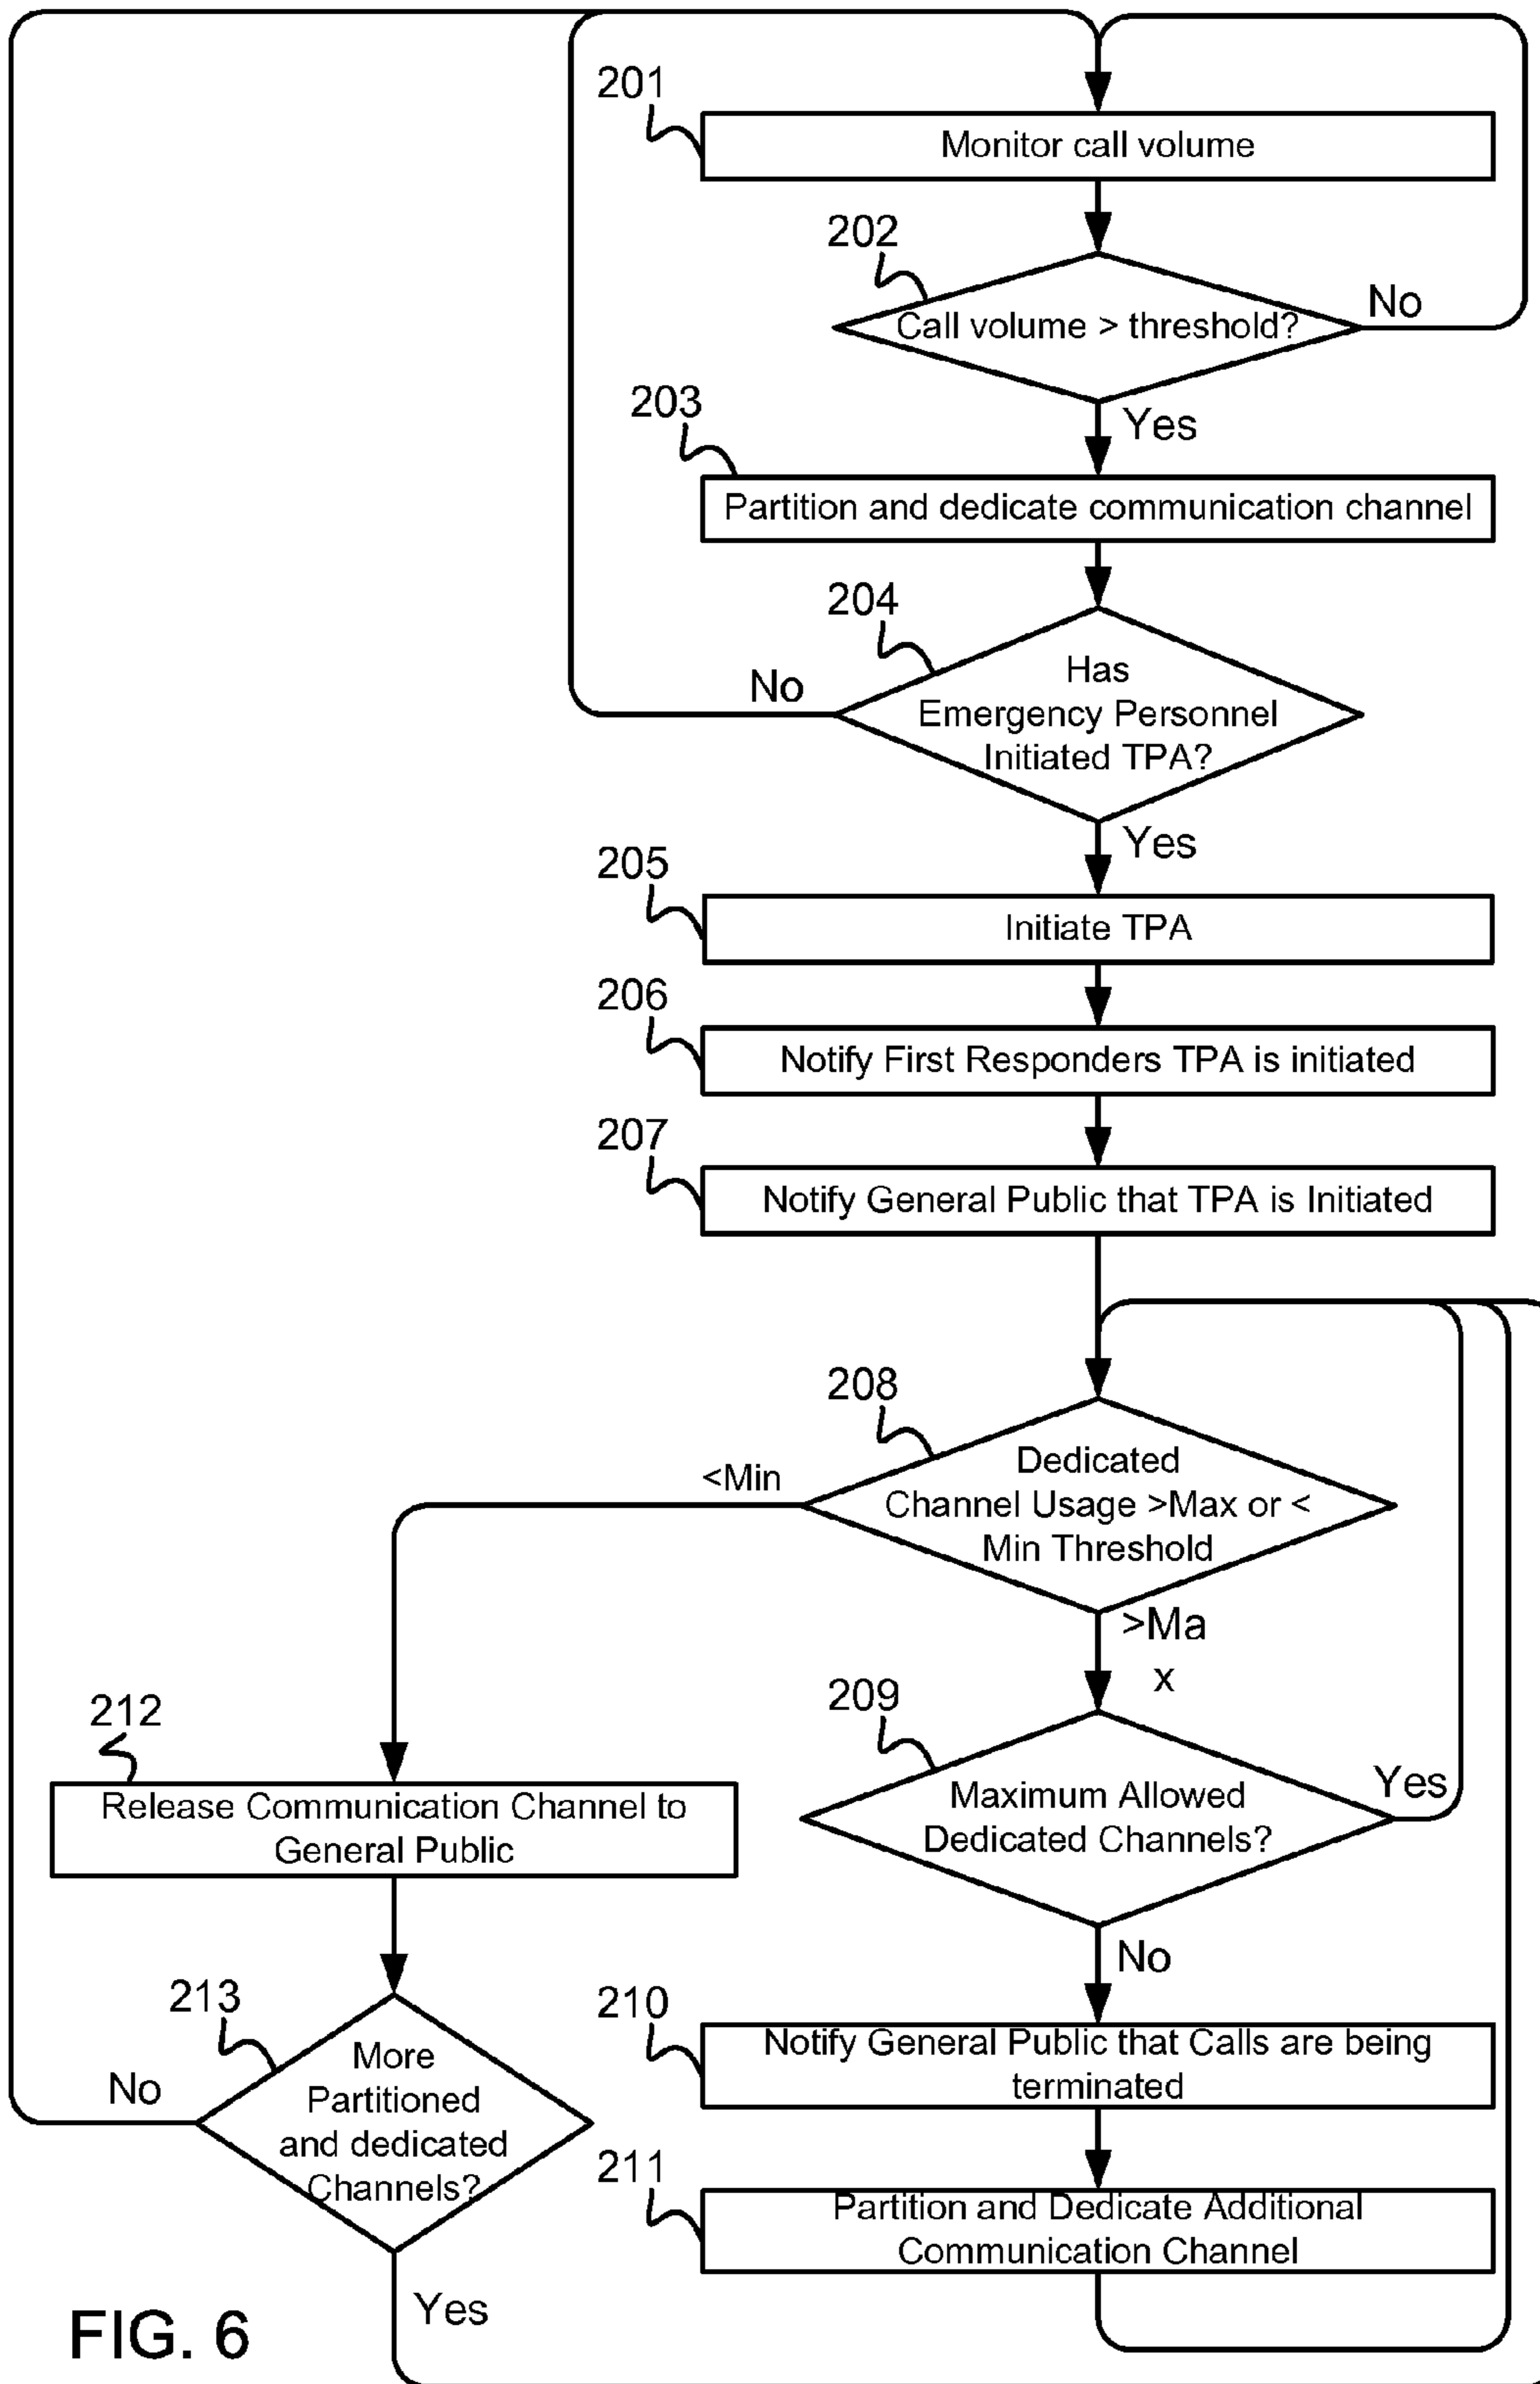 201
Monitor call volume
202
Call volume > threshold?
No
Yes
203
Partition and dedicate communication channel
204
Has
Emergency Personnel
Initiated TPA?
No
Yes
205
Initiate TPA
206
Notify First Responders TPA is initiated
207
Notify General Public that TPA is Initiated
208
Dedicated
Channel Usage >Max or <
Min Threshold
<Min
>Ma
x
209
Maximum Allowed
Dedicated Channels?
Yes
No
212
Release Communication Channel to
General Public
213
More
Partitioned
and dedicated
Channels?
No
Yes
210
Notify General Public that Calls are being
terminated
211
Partition and Dedicate Additional
Communication Channel
FIG. 6